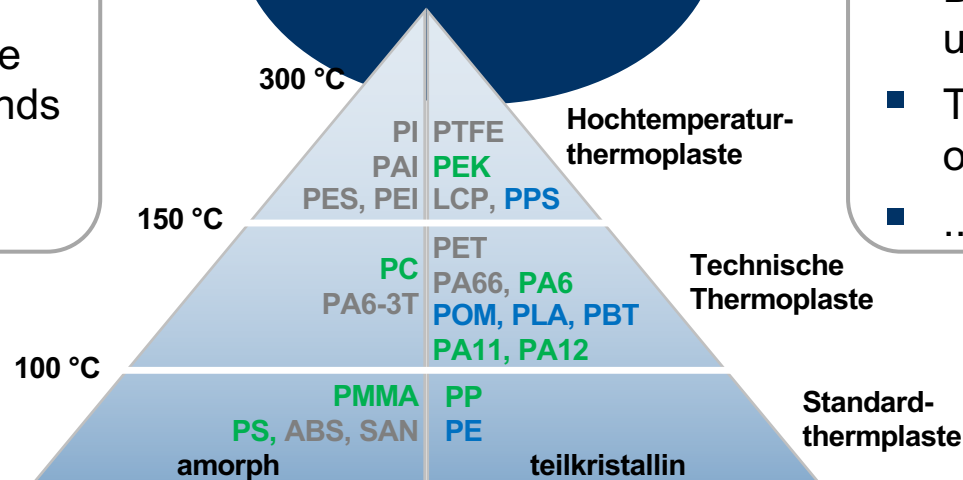 300 °C
Hochtemperatur-
thermoplaste
PI PTFE
PAI PEK
PES, PEI LCP, PPS
150 °C
Technische
Thermoplaste
PET
PC
PA66, PA6
PA6-3T
POM, PLA, PBT
PA11, PA12
100 °C
Standard-
thermplaste
PMMA PP
PS, ABS, SAN PE
amorph teilkristallin
..